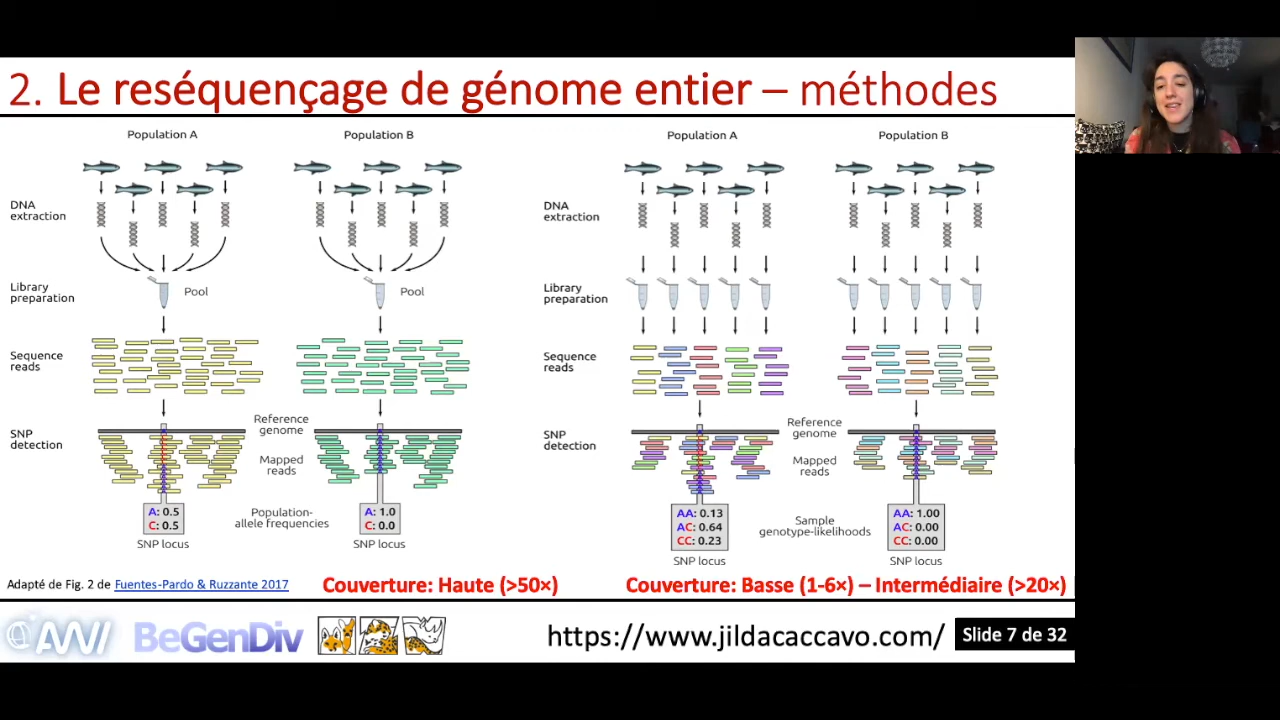 2. Le reséquençage de génome entier – méthodes
Population A
Population B
DNA
extraction
Library
preparation
Pool
Pool
Sequence
reads
SNP
detection
Reference
genome
Mapped
reads
A: 0.5
C: 0.5
Population-
allele frequencies
A: 1.0
C: 0.0
SNP locus
SNP locus
Population A
Population B
DNA
extraction
Library
preparation
Sequence
reads
SNP
detection
Reference
genome
Mapped
reads
AA: 0.13
AC: 0.64
CC: 0.23
Sample
genotype-likelihoods
AA: 1.00
AC: 0.00
CC: 0.00
SNP locus
SNP locus
Adapté de Fig. 2 de Fuentes-Pardo & Ruzzante 2017
Couverture: Haute (>50×)
Couverture: Basse (1-6×) – Intermédiaire (>20×)
AWI
BeGenDiv
https://www.jildacaccavo.com/
Slide 7 de 32